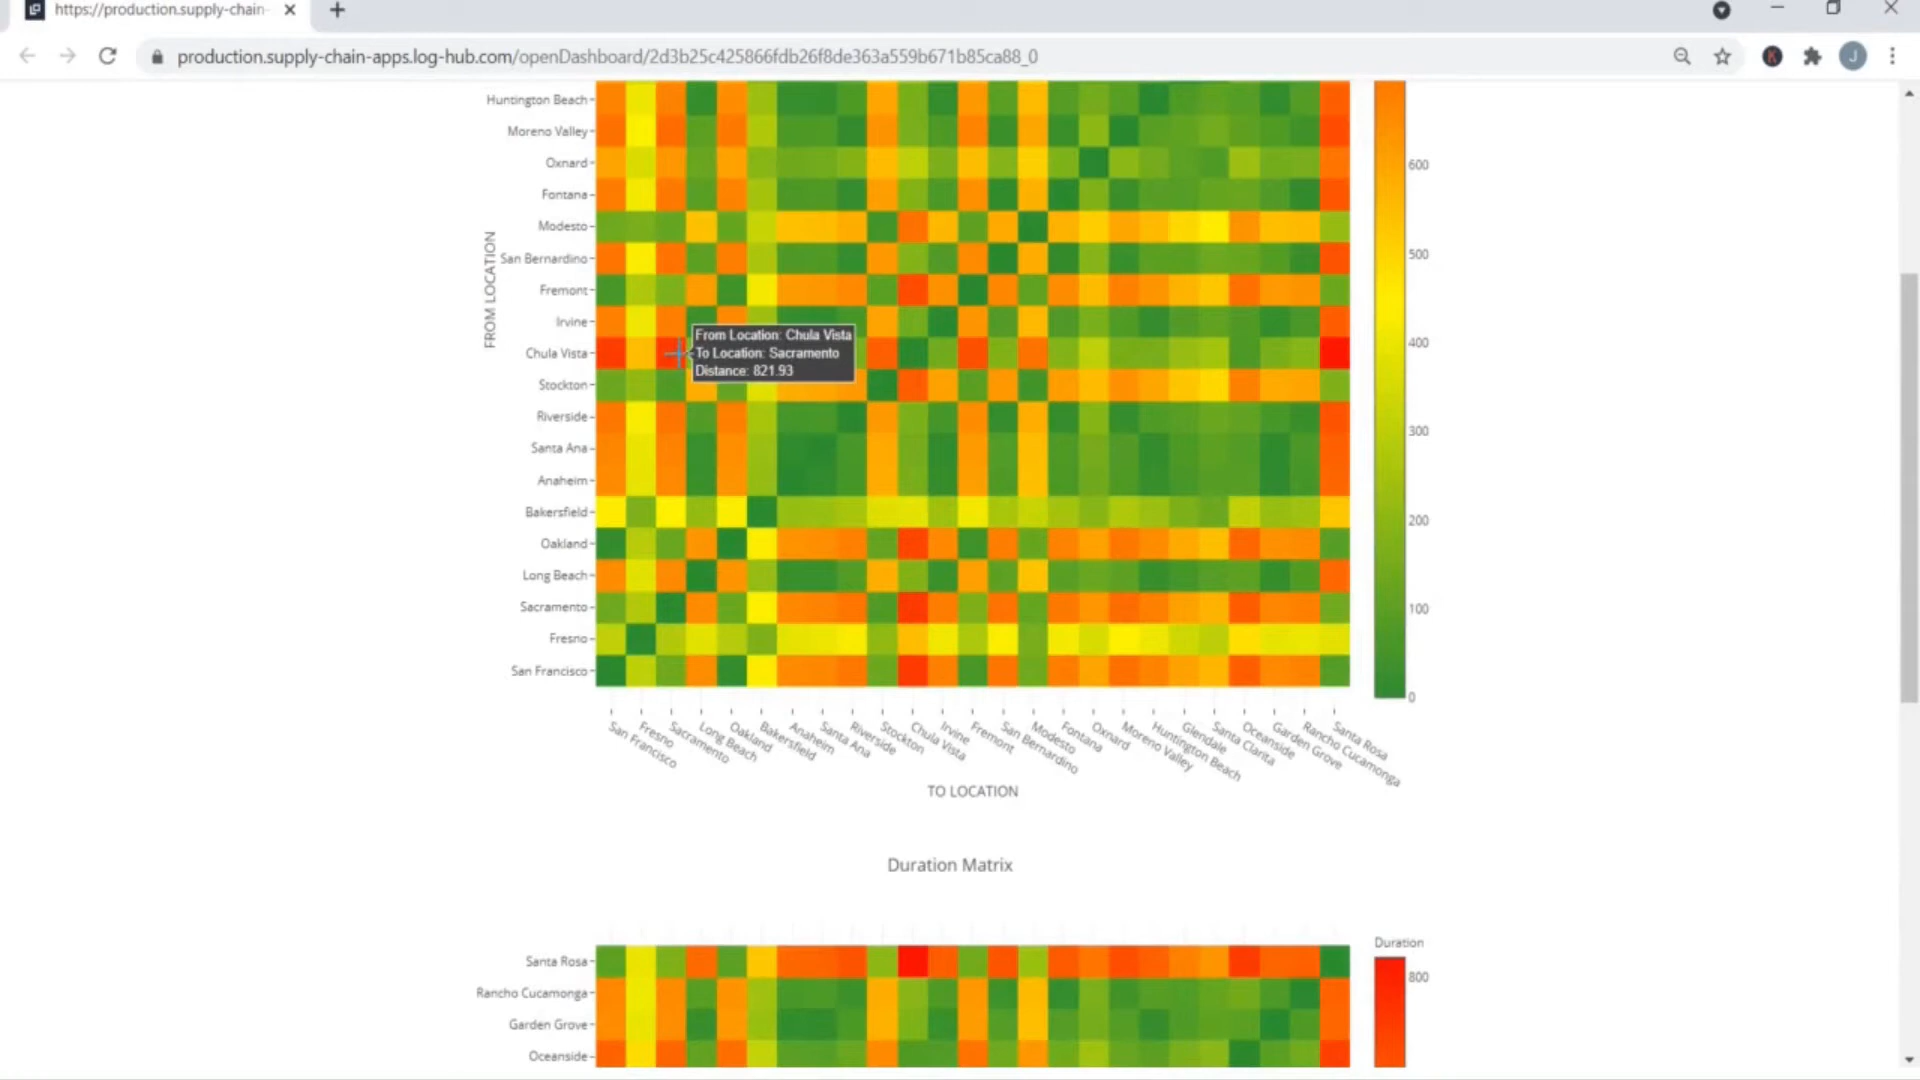 https://production.supply-chain-
production.supply-chain-apps.log-hub.com/openDashboard/2d3b25c425866fdb26f8de363a559b671b85ca88_0
K
J
FROM LOCATION
Huntington Beach
Moreno Valley
Oxnard
Fontana
Modesto
San Bernardino
Fremont
Irvine
Chula Vista
Stockton
Riverside
Santa Ana
Anaheim
Bakersfield
Oakland
Long Beach
Sacramento
Fresno
San Francisco
From Location: Chula Vista
To Location: Sacramento
Distance: 821.93
600
500
400
300
200
100
0
San Francisco
Fresno
Sacramento
Long Beach
Oakland
Bakersfield
Anaheim
Santa Ana
Riverside
Stockton
Chula Vista
Irvine
Fremont
San Bernardino
Modesto
Fontana
Oxnard
Moreno Valley
Huntington Beach
Glendale
Santa Clarita
Oceanside
Garden Grove
Rancho Cucamonga
Santa Rosa
TO LOCATION
Duration Matrix
Santa Rosa
Rancho Cucamonga
Garden Grove
Oceanside
Duration
800